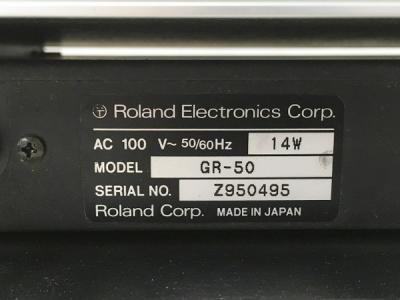 Roland Electronics Corp.
AC 100 V~ 50/60Hz 14W
MODEL GR-50
SERIAL NO. Z950495
Roland Corp. MADE IN JAPAN